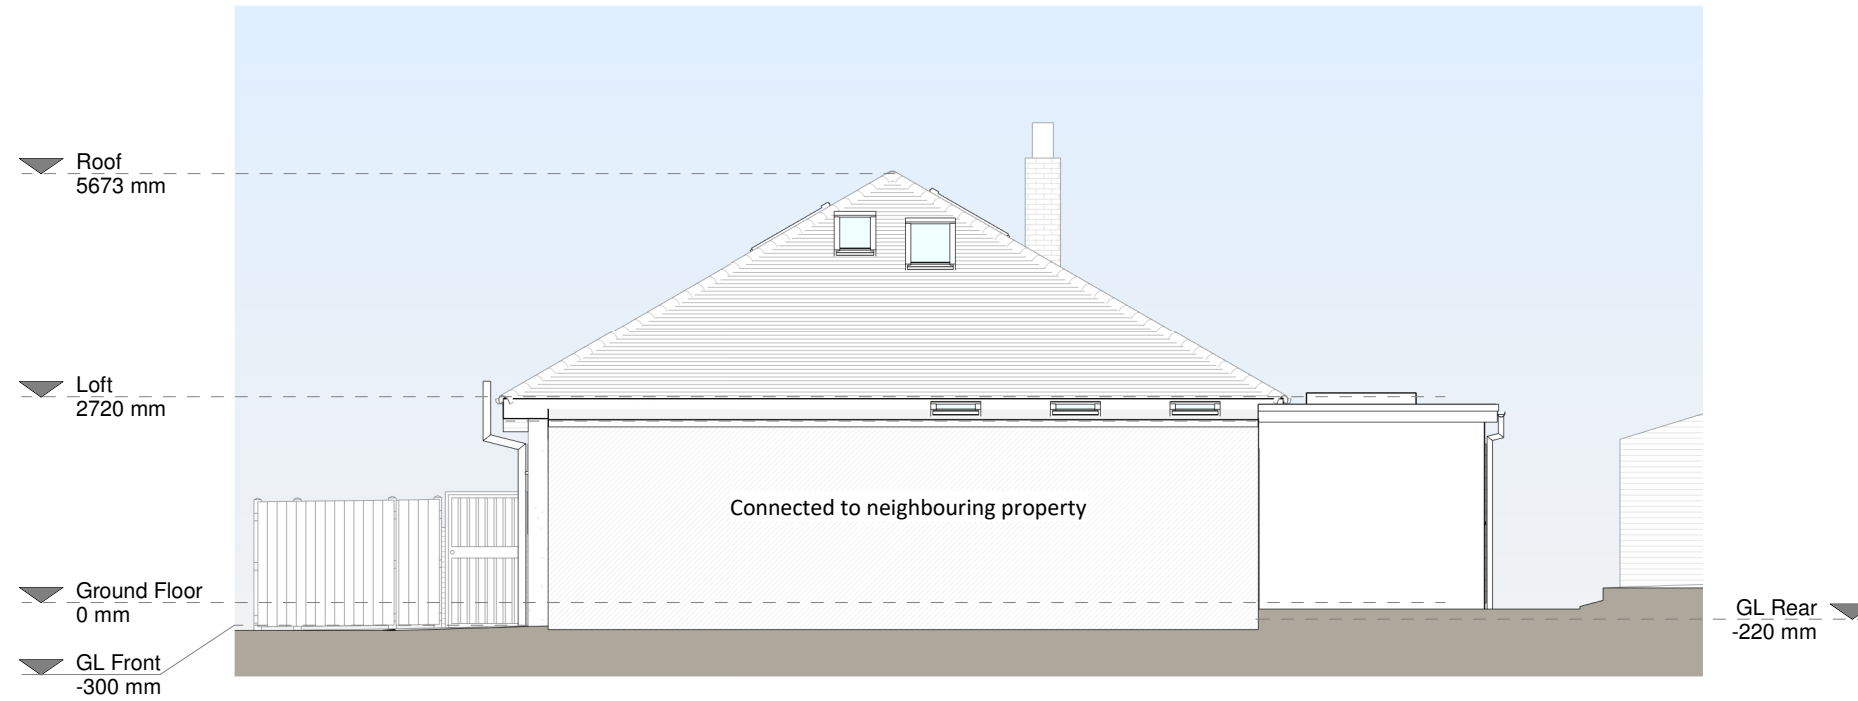 Roof
5673 mm
Loft
2720 mm
Connected to neighbouring property
Ground Floor
0 mm
GL Rear
-220 mm
GL Front
-300 mm